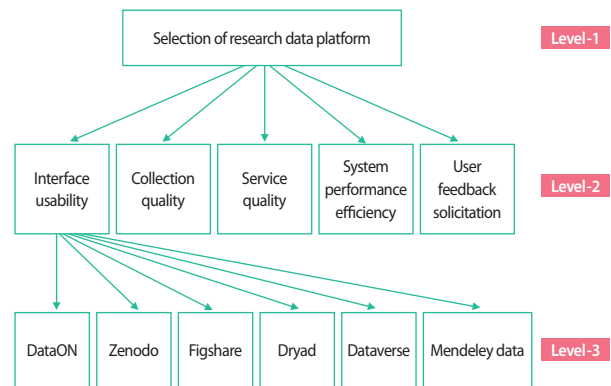 Selection of research data platform
Level-1
Interface
usability
Collection
quality
Service
quality
System
performance
efficiency
User
feedback
solicitation
Level-2
DataON
Zenodo
Figshare
Dryad
Dataverse
Mendeley data
Level-3